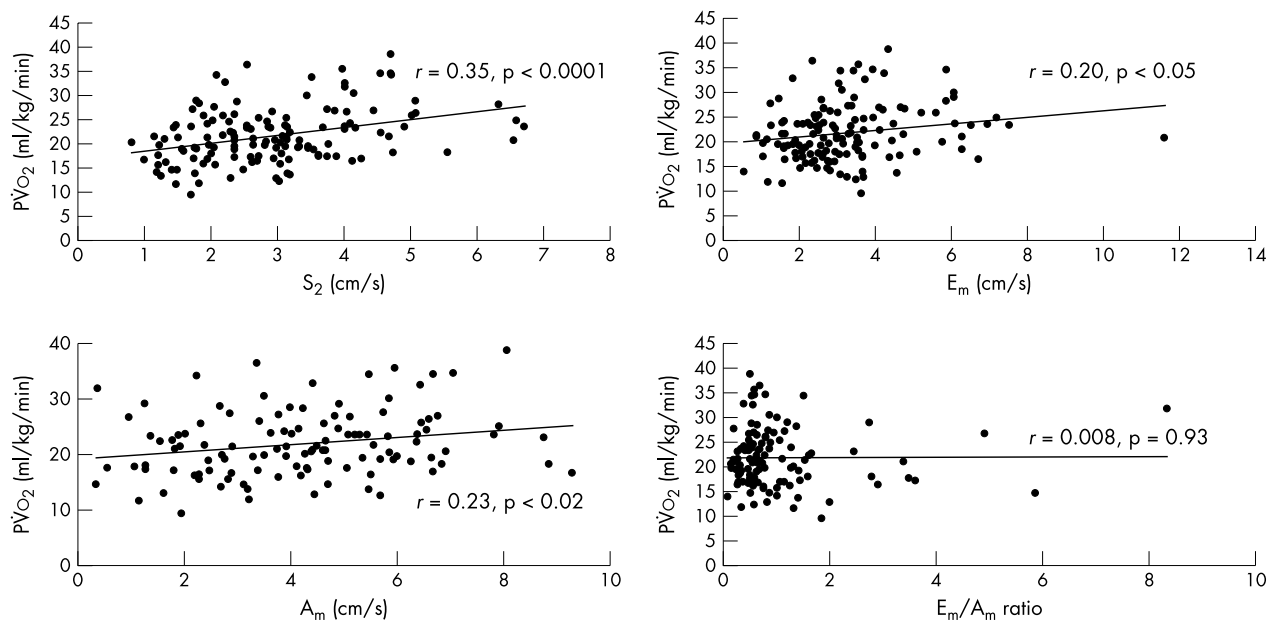 45
40
35
30
25
20
15
10
5
0
PV̇O₂ (ml/kg/min)
r = 0.35, p < 0.0001
0 1 2 3 4 5 6 7 8
S₂ (cm/s)
45
40
35
30
25
20
15
10
5
0
PV̇O₂ (ml/kg/min)
r = 0.20, p < 0.05
0 2 4 6 8 10 12 14
Eₘ (cm/s)
40
30
20
10
0
PV̇O₂ (ml/kg/min)
r = 0.23, p < 0.02
0 2 4 6 8 10
Aₘ (cm/s)
45
40
35
30
25
20
15
10
5
0
PV̇O₂ (ml/kg/min)
r = 0.008, p = 0.93
0 2 4 6 8 10
Eₘ/Aₘ ratio